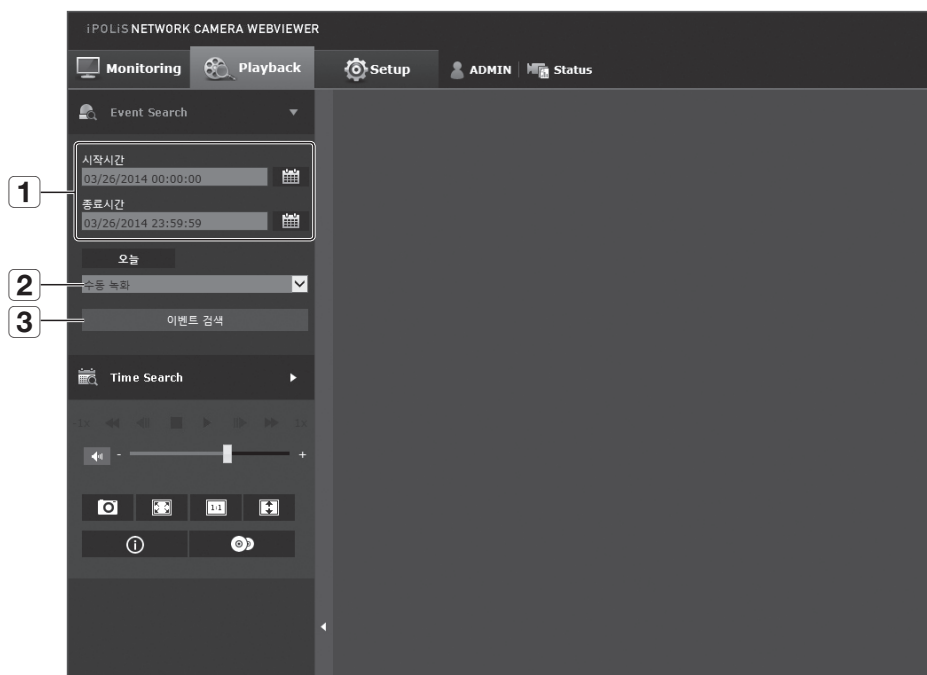 iPOLiS NETWORK CAMERA WEBVIEWER
Monitoring Playback Setup ADMIN Status
Event Search
시작시간
03/26/2014 00:00:00
1
종료시간
03/26/2014 23:59:59
오늘
2
수동 녹화
3
이벤트 검색
Time Search
-1x 1x
- +
1:1